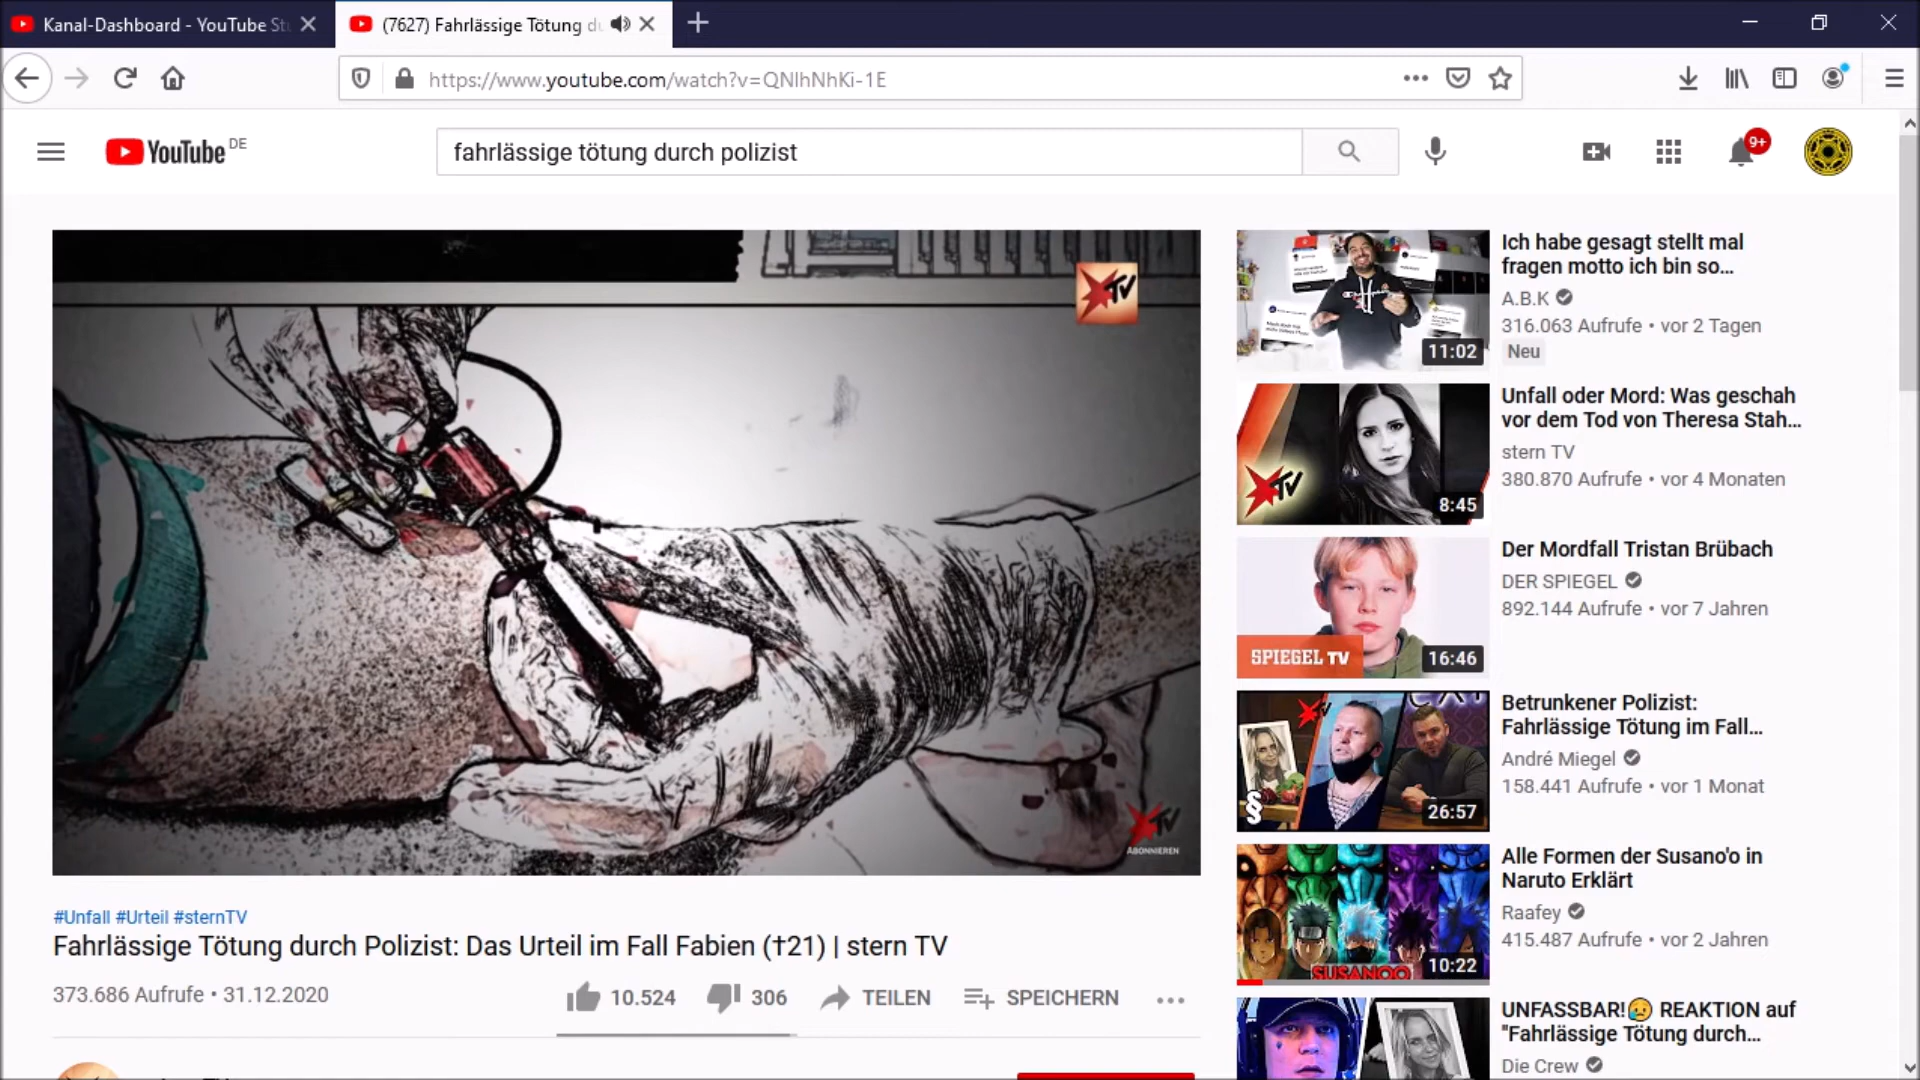 Kanal-Dashboard - YouTube St
(7627) Fahrlässige Tötung d
https://www.youtube.com/watch?v=QNlhNhKi-1E
YouTube DE
fahrlässige tötung durch polizist
9+
TV
TV
ABONNIEREN
#Unfall #Urteil #sternTV
Fahrlässige Tötung durch Polizist: Das Urteil im Fall Fabien (†21) | stern TV
373.686 Aufrufe • 31.12.2020
10.524
306
TEILEN
SPEICHERN
11:02
Ich habe gesagt stellt mal
fragen motto ich bin so...
A.B.K
316.063 Aufrufe • vor 2 Tagen
Neu
TV
8:45
Unfall oder Mord: Was geschah
vor dem Tod von Theresa Stah...
stern TV
380.870 Aufrufe • vor 4 Monaten
SPIEGEL TV
16:46
Der Mordfall Tristan Brübach
DER SPIEGEL
892.144 Aufrufe • vor 7 Jahren
§
26:57
Betrunkener Polizist:
Fahrlässige Tötung im Fall...
André Miegel
158.441 Aufrufe • vor 1 Monat
SUSANOO
10:22
Alle Formen der Susano'o in
Naruto Erklärt
Raafey
415.487 Aufrufe • vor 2 Jahren
UNFASSBAR!😥 REAKTION auf
"Fahrlässige Tötung durch...
Die Crew